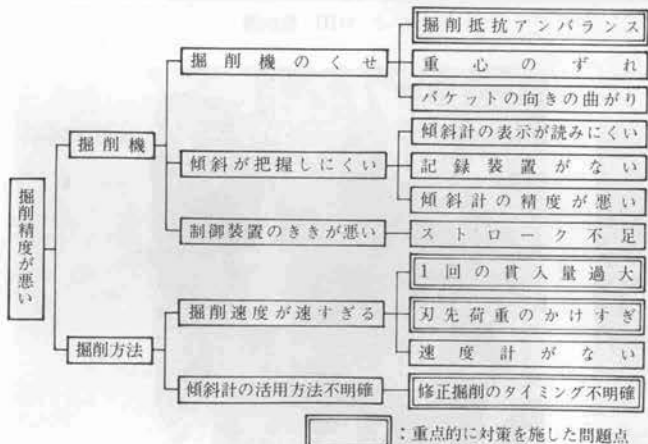 掘削精度が悪い
掘削機
掘削機のくせ
掘削抵抗アンバランス
重心のずれ
バケットの向きの曲がり
傾斜が把握しにくい
傾斜計の表示が読みにくい
記録装置がない
傾斜計の精度が悪い
制御装置のききが悪い
ストローク不足
掘削方法
掘削速度が速すぎる
1回の貫入量過大
刃先荷重のかけすぎ
速度計がない
傾斜計の活用方法不明確
修正掘削のタイミング不明確
：重点的に対策を施した問題点